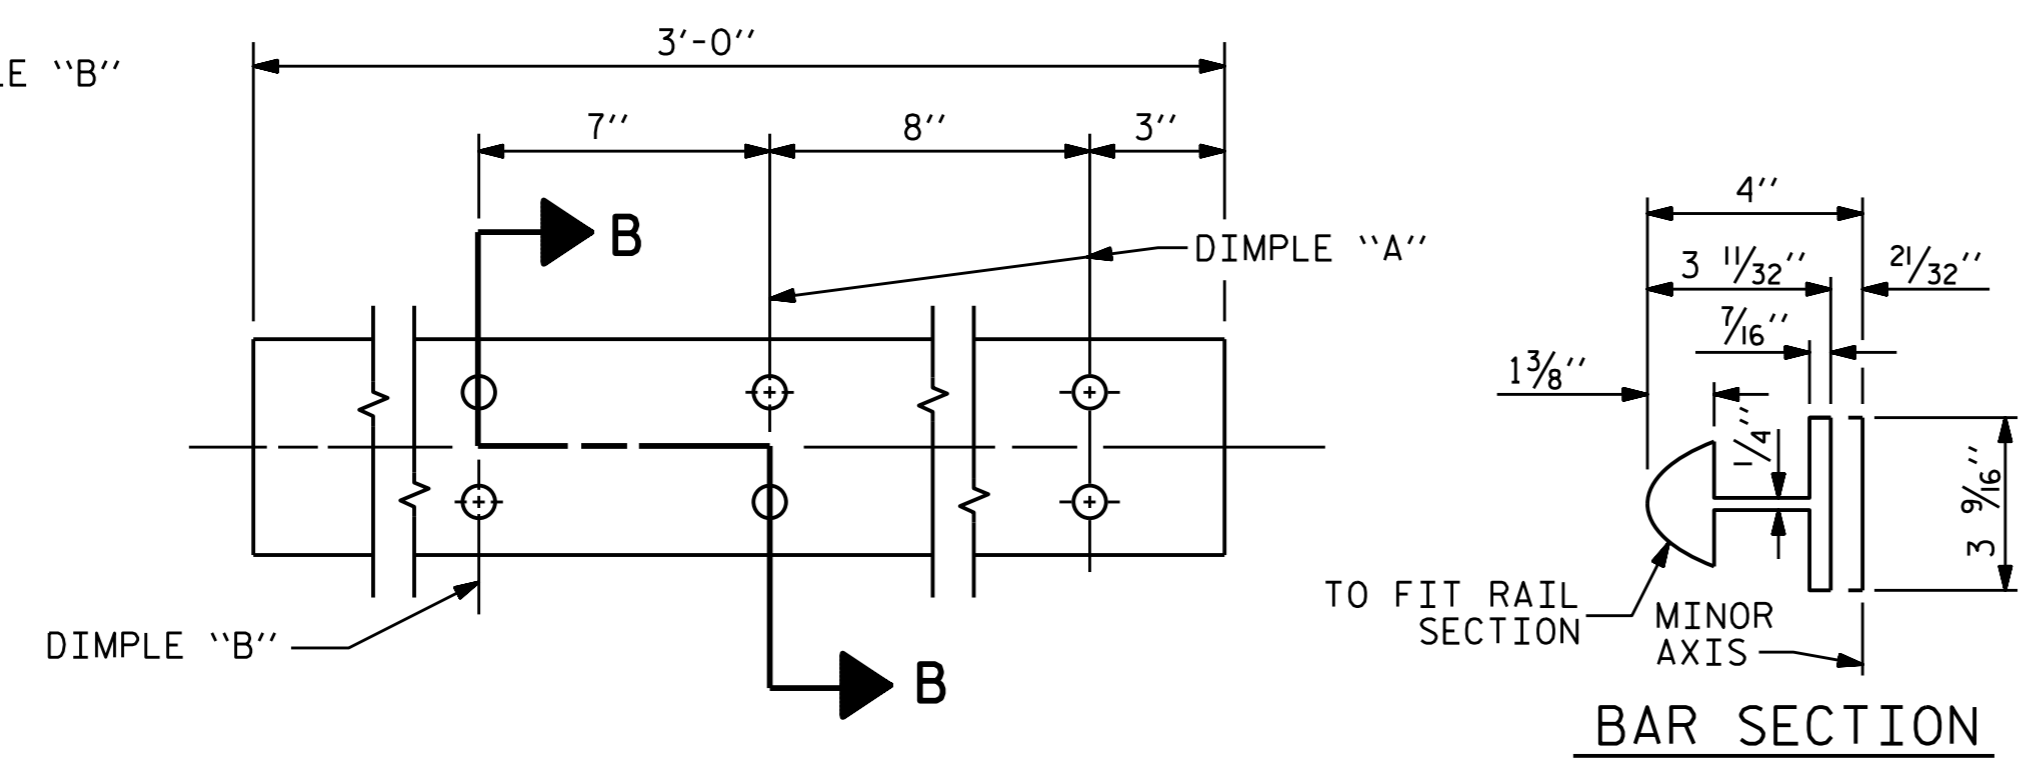 LE "B"
3'-0"
7"
8"
3"
B
DIMPLE "A"
DIMPLE "B"
B
4"
3 11/32"
21/32"
7/16"
1 3/8"
1/4"
3 9/16"
TO FIT RAIL
SECTION
MINOR
AXIS
BAR SECTION